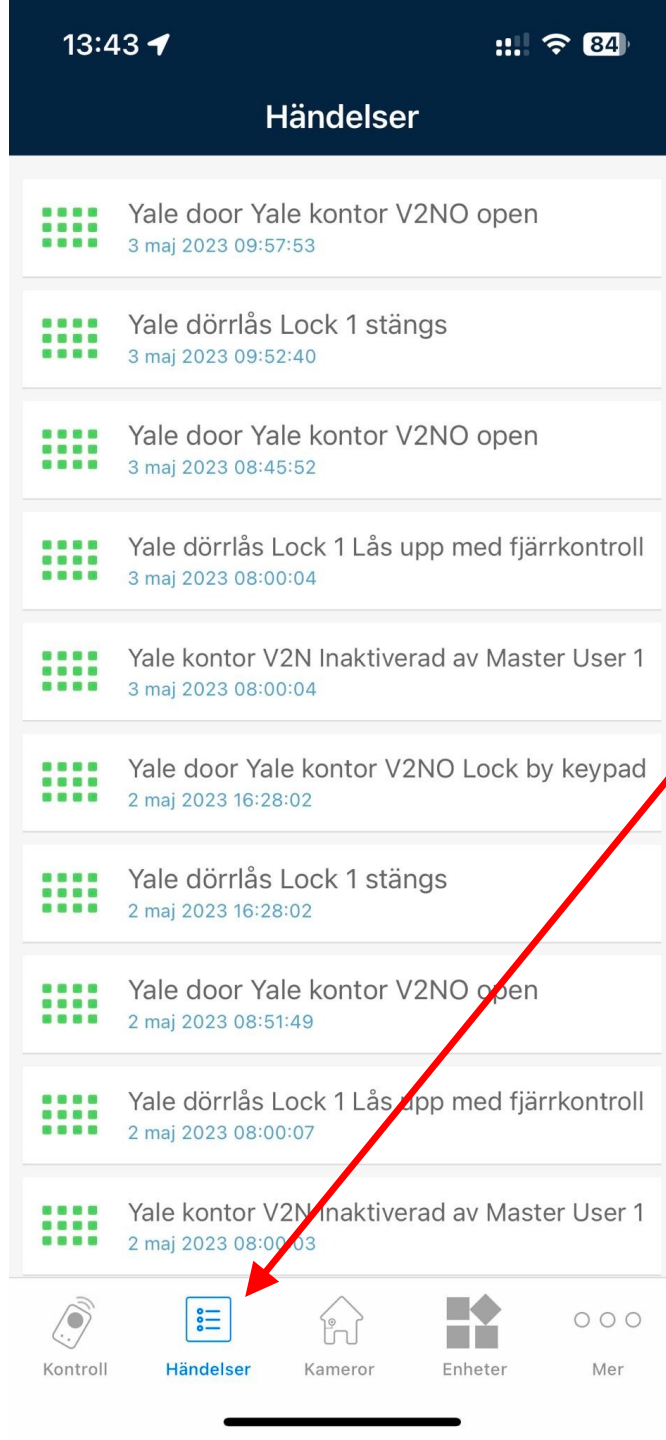 13:43
84
Händelser
Yale door Yale kontor V2NO open
3 maj 2023 09:57:53
Yale dörrlås Lock 1 stängs
3 maj 2023 09:52:40
Yale door Yale kontor V2NO open
3 maj 2023 08:45:52
Yale dörrlås Lock 1 Lås upp med fjärrkontroll
3 maj 2023 08:00:04
Yale kontor V2N Inaktiverad av Master User 1
3 maj 2023 08:00:04
Yale door Yale kontor V2NO Lock by keypad
2 maj 2023 16:28:02
Yale dörrlås Lock 1 stängs
2 maj 2023 16:28:02
Yale door Yale kontor V2NO open
2 maj 2023 08:51:49
Yale dörrlås Lock 1 Lås upp med fjärrkontroll
2 maj 2023 08:00:07
Yale kontor V2N Inaktiverad av Master User 1
2 maj 2023 08:00:03
Kontroll Händelser Kameror Enheter Mer